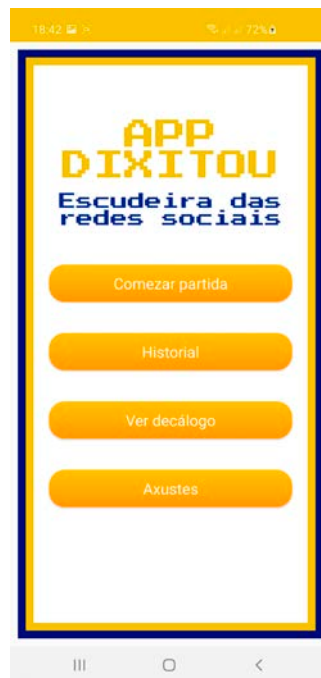 18:42
72%
APP
DIXITOU
Escudeira das
redes sociais
Comezar partida
Historial
Ver decálogo
Axustes